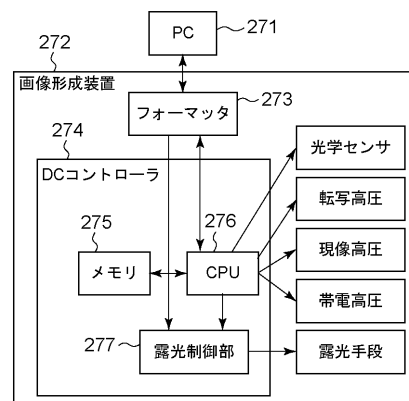 272
PC
271
画像形成装置
274
フォーマッタ
273
DCコントローラ
光学センサ
275
276
転写高圧
メモリ
CPU
現像高圧
帯電高圧
277
露光制御部
露光手段